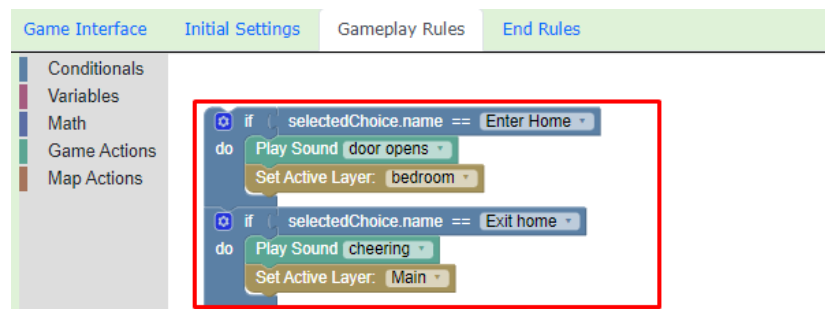 Game Interface Initial Settings Gameplay Rules End Rules
Conditionals
Variables
Math
Game Actions
Map Actions
if selectedChoice.name == Enter Home
do Play Sound door opens
Set Active Layer: bedroom
if selectedChoice.name == Exit home
do Play Sound cheering
Set Active Layer: Main